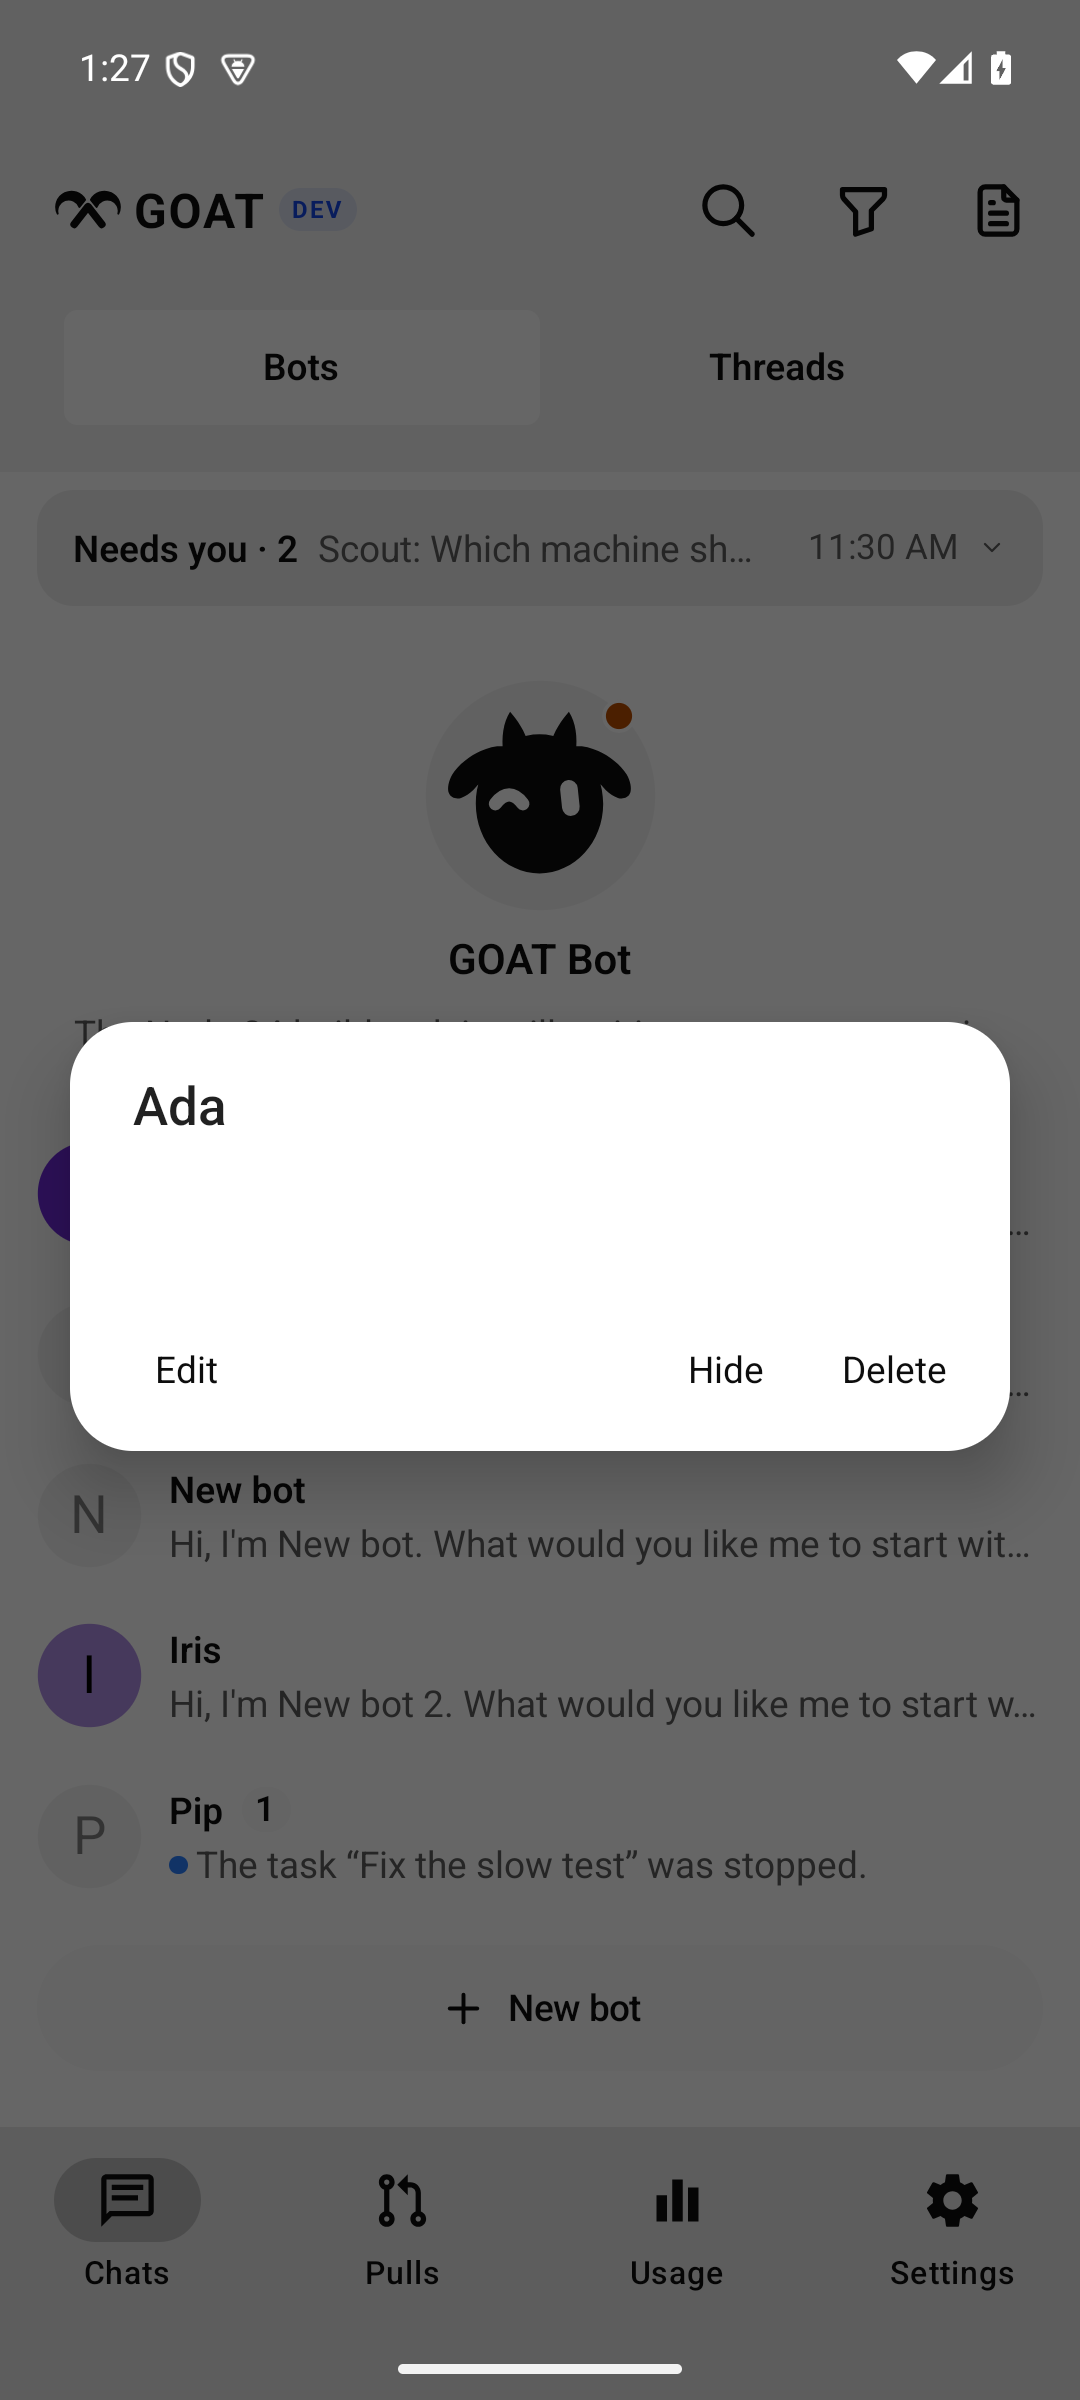 1:27
GOAT DEV
Bots Threads
Needs you · 2 Scout: Which machine sh... 11:30 AM
GOAT Bot
Ada
Edit Hide Delete
N New bot
Hi, I'm New bot. What would you like me to start wit...
I Iris
Hi, I'm New bot 2. What would you like me to start w...
P Pip 1
The task “Fix the slow test” was stopped.
+ New bot
Chats Pulls Usage Settings